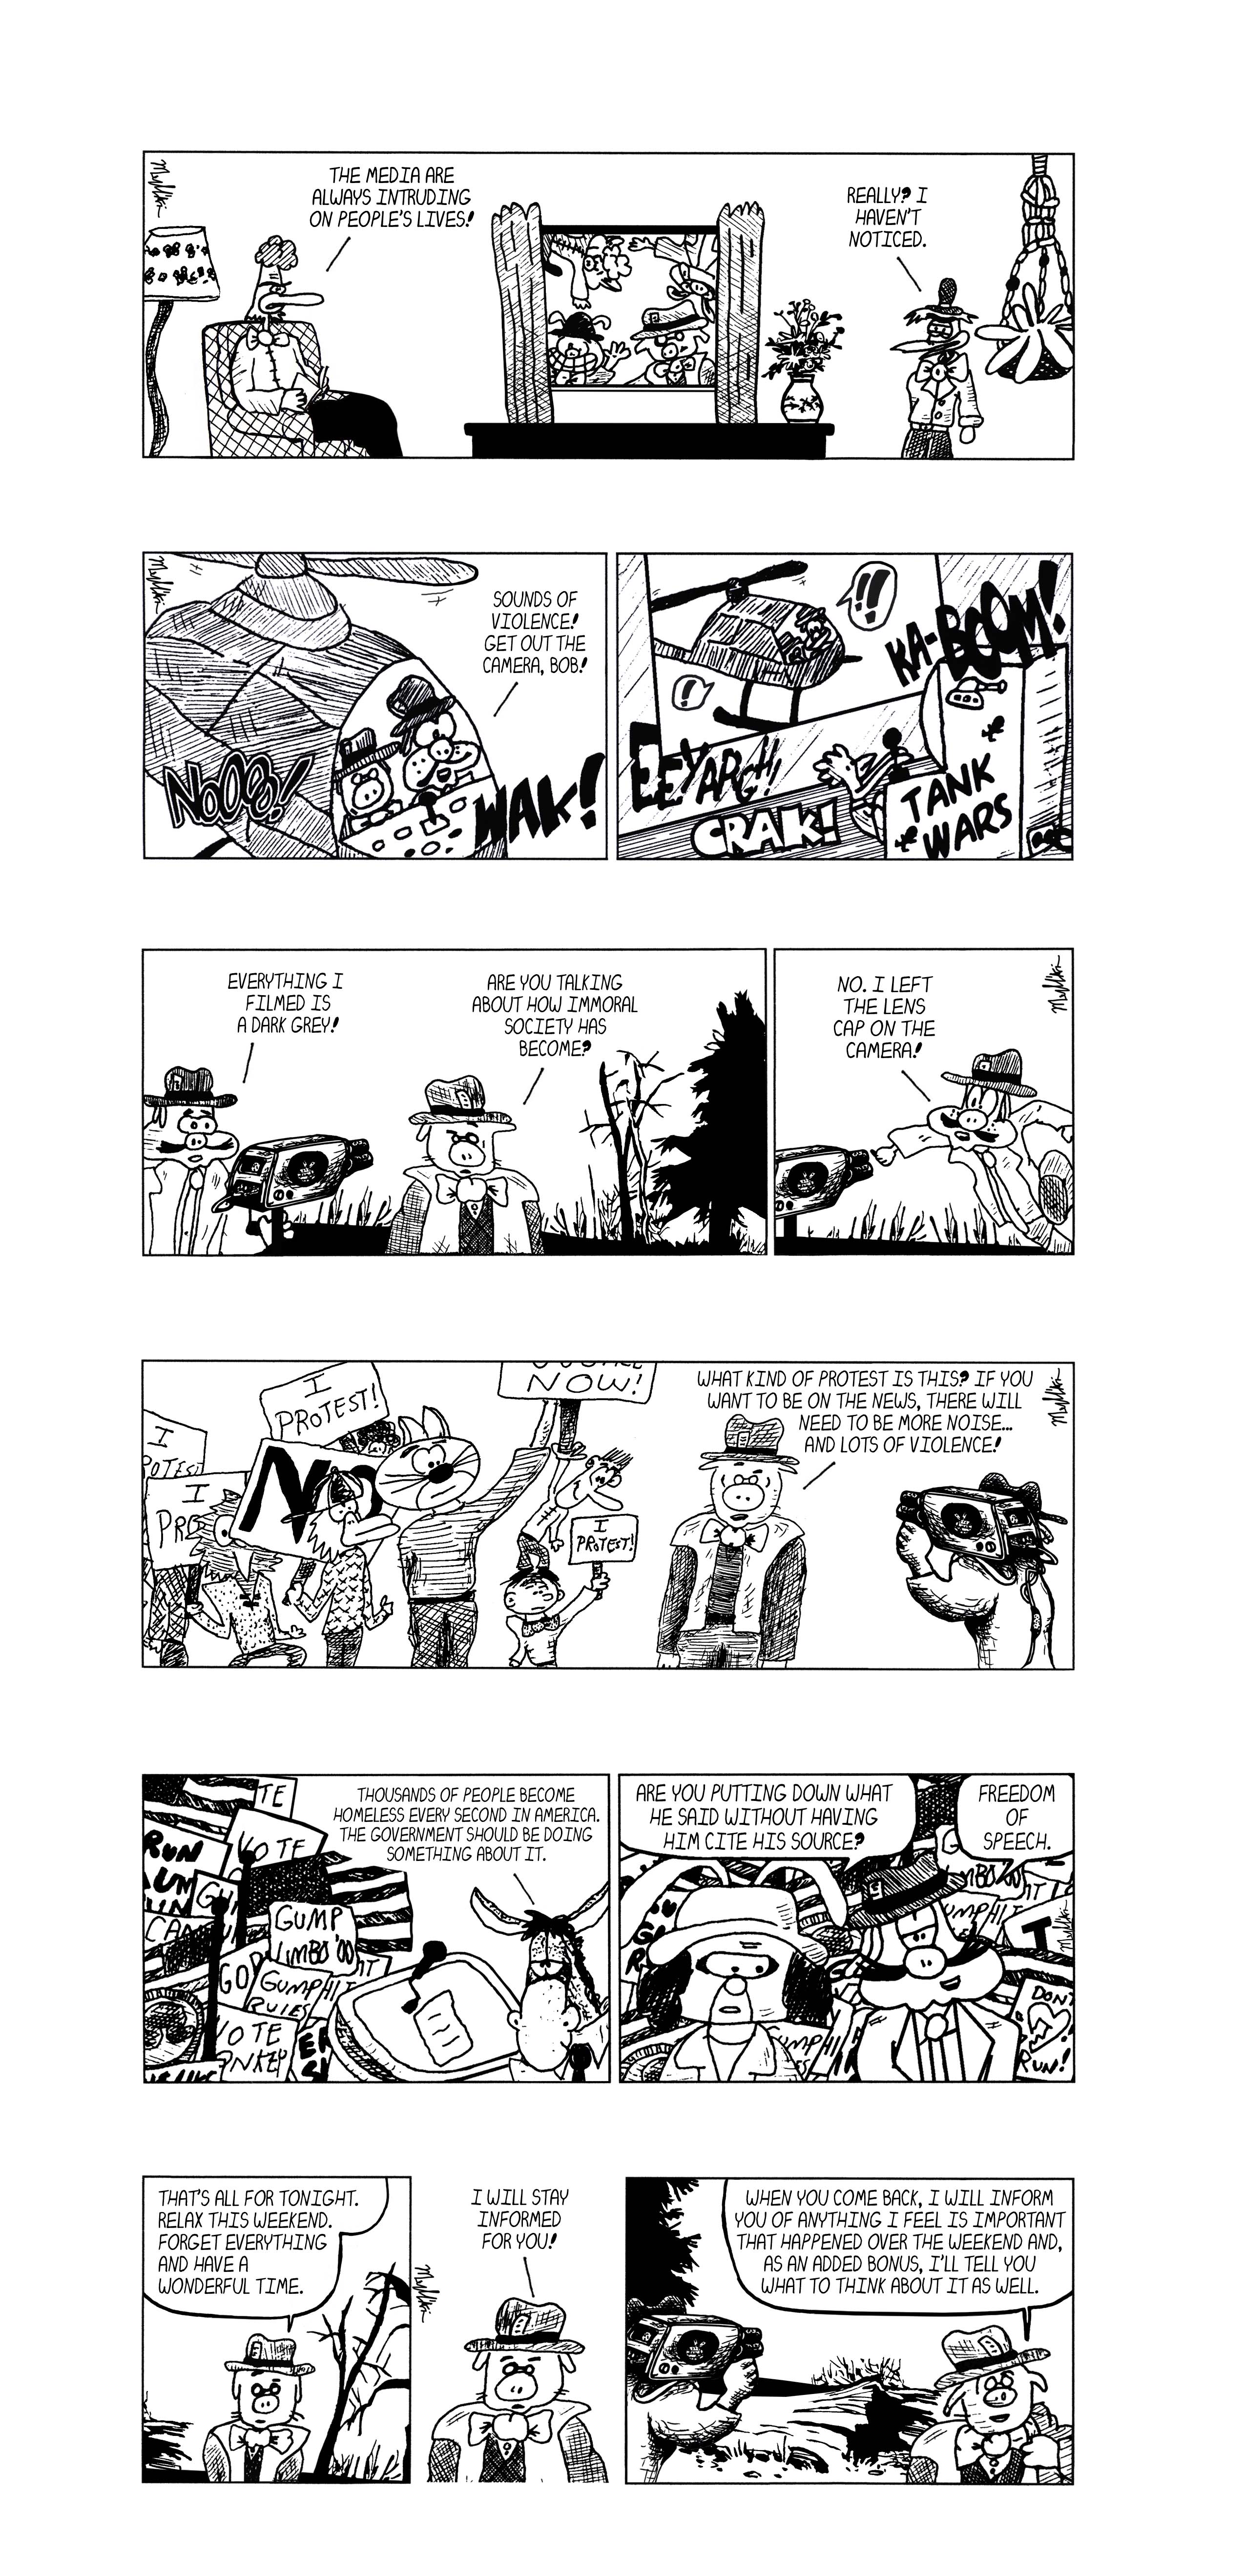 THE MEDIA ARE
ALWAYS INTRUDING
ON PEOPLE'S LIVES!
REALLY? I
HAVEN'T
NOTICED.
SOUNDS OF
VIOLENCE!
GET OUT THE
CAMERA, BOB!
NOOOO!
WAK!
!!
!
KA-BOOM!
EEYARGH!
CRAK!
TANK
WARS
EVERYTHING I
FILMED IS
A DARK GREY!
ARE YOU TALKING
ABOUT HOW IMMORAL
SOCIETY HAS
BECOME?
NO. I LEFT
THE LENS
CAP ON THE
CAMERA!
I
PROTEST!
NOW!
I
OTEST
I
PRO
NO
I
PROTEST!
WHAT KIND OF PROTEST IS THIS? IF YOU
WANT TO BE ON THE NEWS, THERE WILL
NEED TO BE MORE NOISE...
AND LOTS OF VIOLENCE!
THOUSANDS OF PEOPLE BECOME
HOMELESS EVERY SECOND IN AMERICA.
THE GOVERNMENT SHOULD BE DOING
SOMETHING ABOUT IT.
TE
VOTE
RUN
GUMP
LIMBO '00
GUMP
RULES
VOTE
ARE YOU PUTTING DOWN WHAT
HE SAID WITHOUT HAVING
HIM CITE HIS SOURCE?
FREEDOM
OF
SPEECH.
DON'T
RUN!
THAT'S ALL FOR TONIGHT.
RELAX THIS WEEKEND.
FORGET EVERYTHING
AND HAVE A
WONDERFUL TIME.
I WILL STAY
INFORMED
FOR YOU!
WHEN YOU COME BACK, I WILL INFORM
YOU OF ANYTHING I FEEL IS IMPORTANT
THAT HAPPENED OVER THE WEEKEND AND,
AS AN ADDED BONUS, I'LL TELL YOU
WHAT TO THINK ABOUT IT AS WELL.